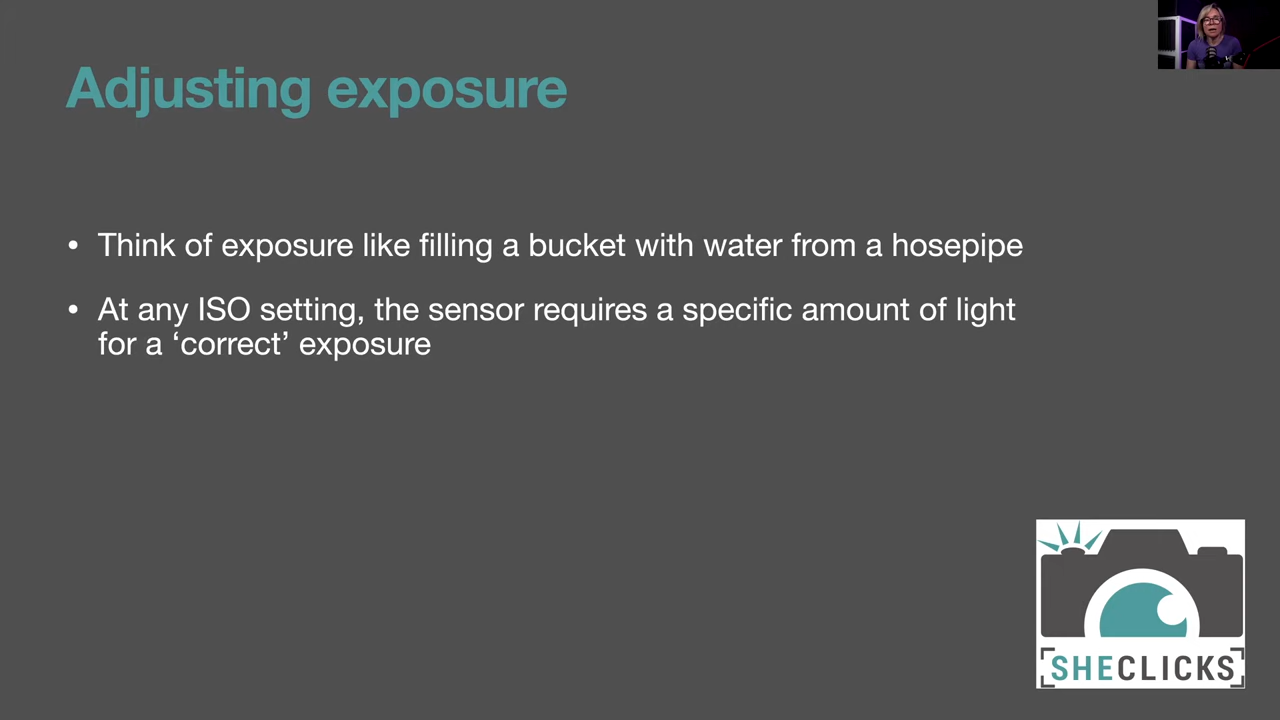 Adjusting exposure
• Think of exposure like filling a bucket with water from a hosepipe
• At any ISO setting, the sensor requires a specific amount of light
for a ‘correct’ exposure
[SHECLICKS]